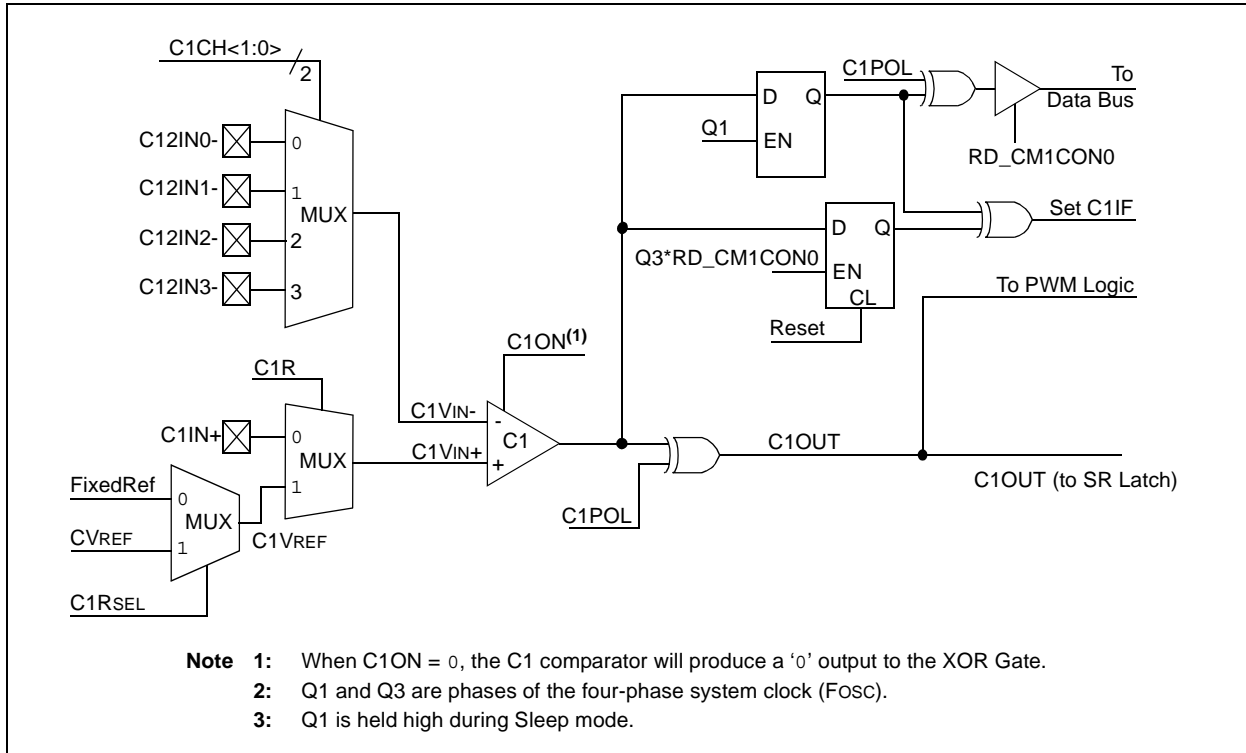 C1CH<1:0>
2
C12IN0-
0
C12IN1-
1
MUX
C12IN2-
2
C12IN3-
3
C1POL
To
Data Bus
D Q
Q1
EN
RD_CM1CON0
Set C1IF
D Q
Q3*RD_CM1CON0
EN
CL
Reset
To PWM Logic
C1ON(1)
C1R
C1IN+
0
MUX
1
C1VIN-
-
C1
C1VIN+
+
C1OUT
C1OUT (to SR Latch)
C1POL
FixedRef
0
MUX
CVREF
1
C1VREF
C1RSEL
Note 1: When C1ON = 0, the C1 comparator will produce a ‘0’ output to the XOR Gate.
2: Q1 and Q3 are phases of the four-phase system clock (FOSC).
3: Q1 is held high during Sleep mode.